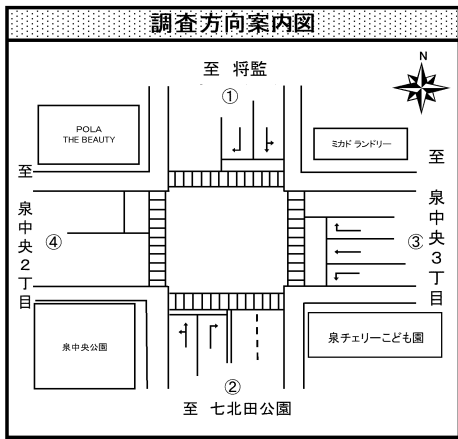 調査方向案内図
N
至 将監
①
POLA
THE BEAUTY
ミカド ランドリー
至 泉中央2丁目
④
③
至 泉中央3丁目
泉中央公園
泉チェリーこども園
②
至 七北田公園